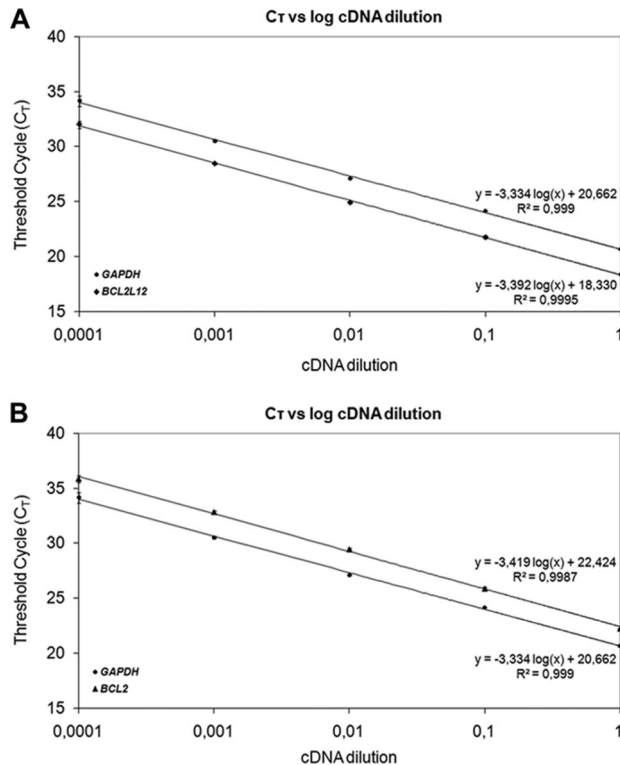 A
Cт vs log cDNA dilution
40
35
30
25
20
15
Threshold Cycle (CT)
y = -3,334 log(x) + 20,662
R² = 0,999
GAPDH
BCL2L12
y = -3,392 log(x) + 18,330
R² = 0,9995
0,0001 0,001 0,01 0,1 1
cDNA dilution
B
Cт vs log cDNA dilution
40
35
30
25
20
15
Threshold Cycle (CT)
y = -3,419 log(x) + 22,424
R² = 0,9987
GAPDH
BCL2
y = -3,334 log(x) + 20,662
R² = 0,999
0,0001 0,001 0,01 0,1 1
cDNA dilution